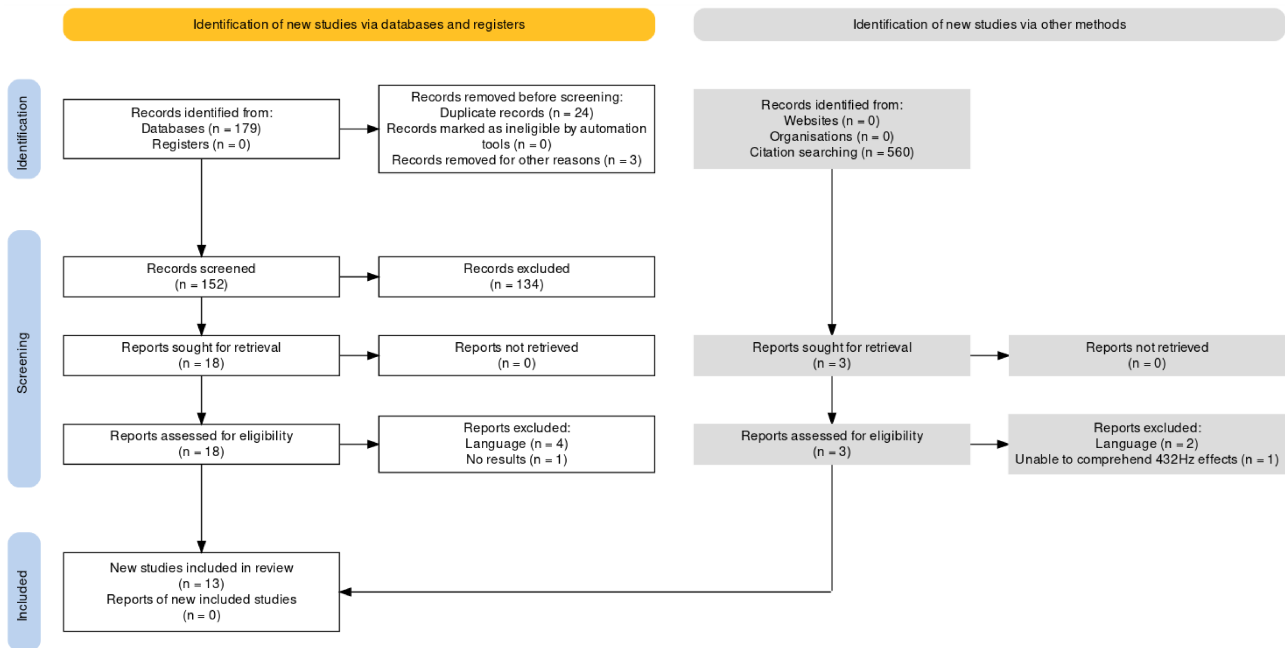 Identification of new studies via databases and registers
Identification of new studies via other methods
Identification
Records identified from:
Databases (n = 179)
Registers (n = 0)
Records removed before screening:
Duplicate records (n = 24)
Records marked as ineligible by automation
tools (n = 0)
Records removed for other reasons (n = 3)
Records identified from:
Websites (n = 0)
Organisations (n = 0)
Citation searching (n = 560)
Screening
Records screened
(n = 152)
Records excluded
(n = 134)
Reports sought for retrieval
(n = 18)
Reports not retrieved
(n = 0)
Reports sought for retrieval
(n = 3)
Reports not retrieved
(n = 0)
Reports assessed for eligibility
(n = 18)
Reports excluded:
Language (n = 4)
No results (n = 1)
Reports assessed for eligibility
(n = 3)
Reports excluded:
Language (n = 2)
Unable to comprehend 432Hz effects (n = 1)
Included
New studies included in review
(n = 13)
Reports of new included studies
(n = 0)